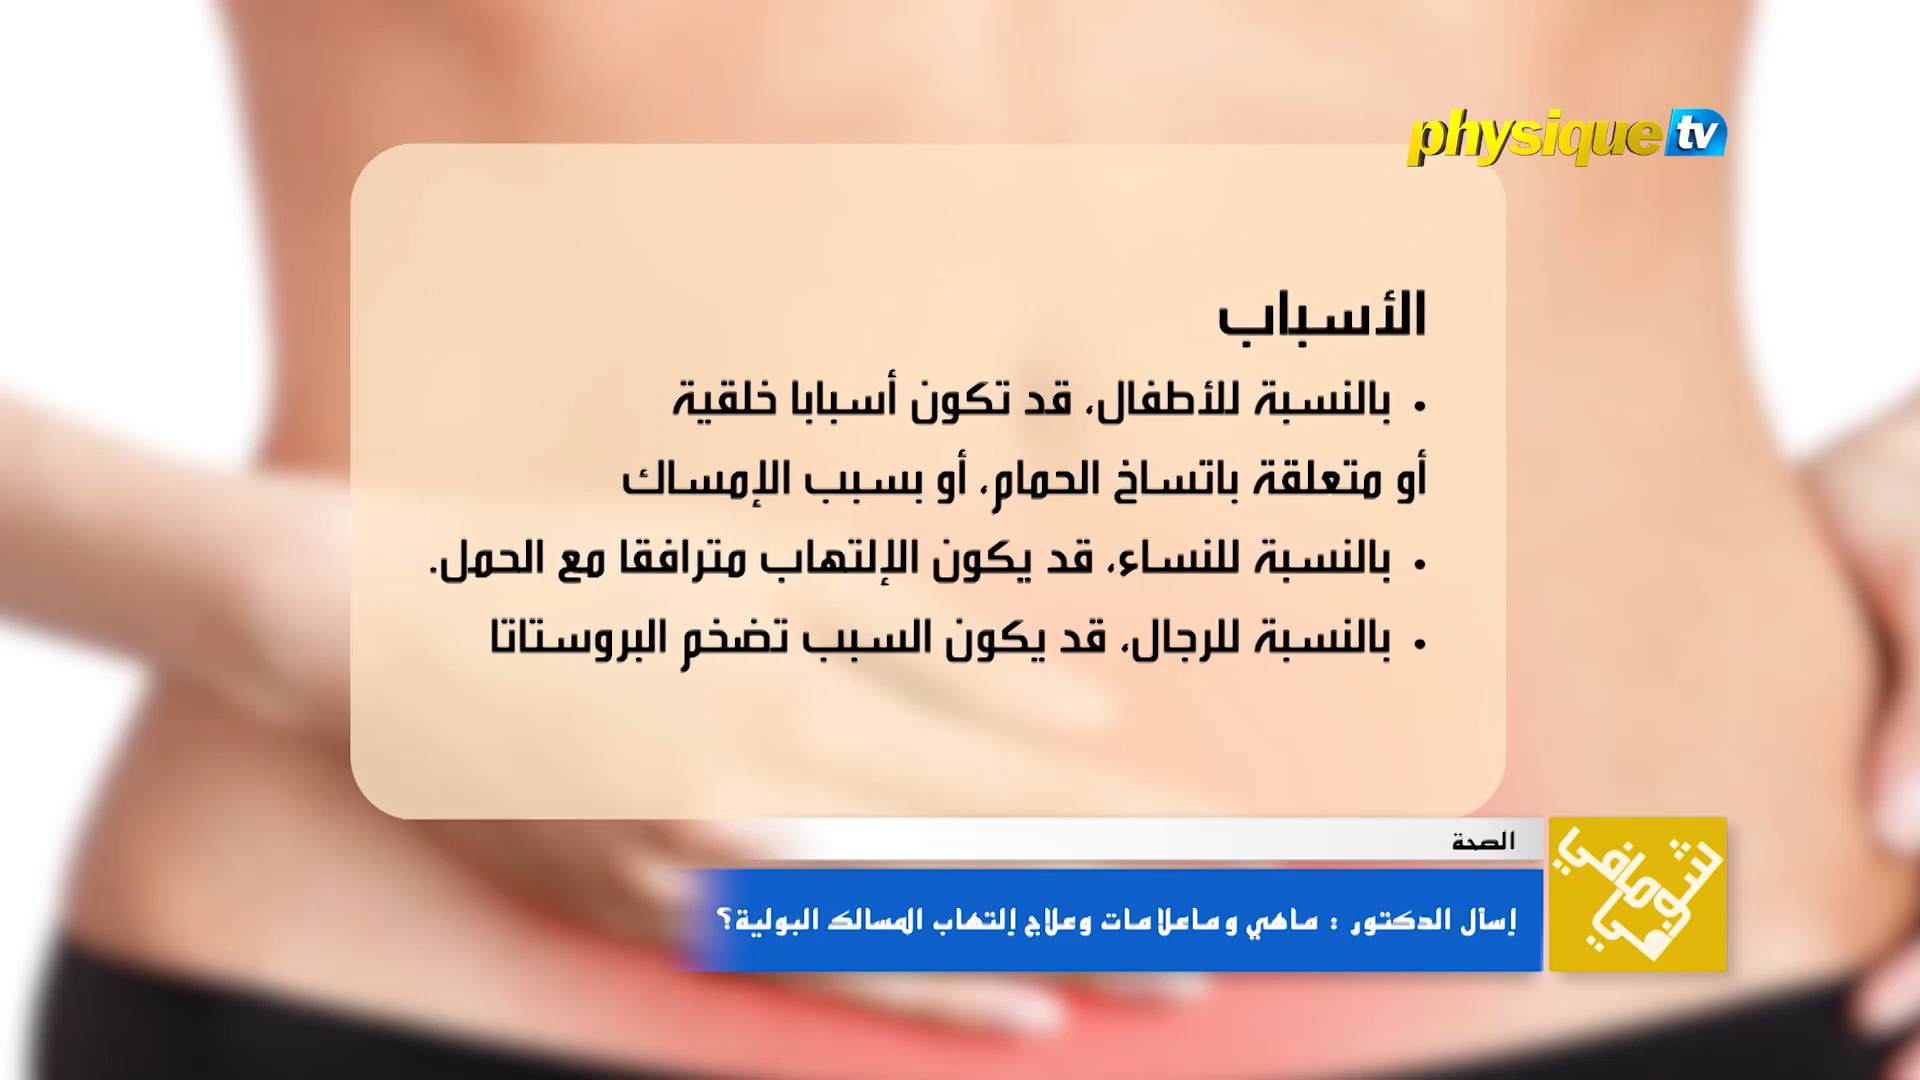 physique tv
الأسباب
• بالنسبة للأطفال، قد تكون أسبابا خلقية
أو متعلقة باتساخ الحمام، أو بسبب الإمساك
• بالنسبة للنساء، قد يكون الإلتهاب مترافقا مع الحمل.
• بالنسبة للرجال، قد يكون السبب تضخم البروستاتا
الصحة
إسأل الدكتور : ماهي وماعلامات وعلاج إلتهاب المسالك البولية؟